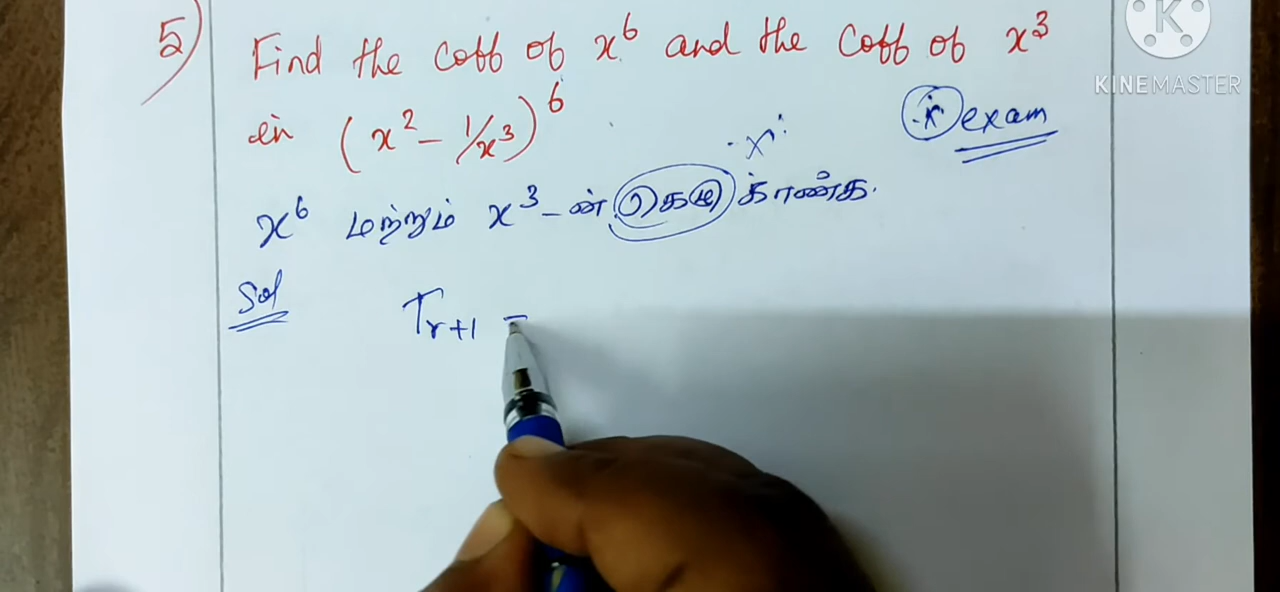 5) Find the Coff of x⁶ and the Coff of x³
in (x² - 1/x³)⁶
exam
x⁶ மற்றும் x³-ன் கெழு காண்க.
Sol
Tr+1 =
K
KINEMASTER